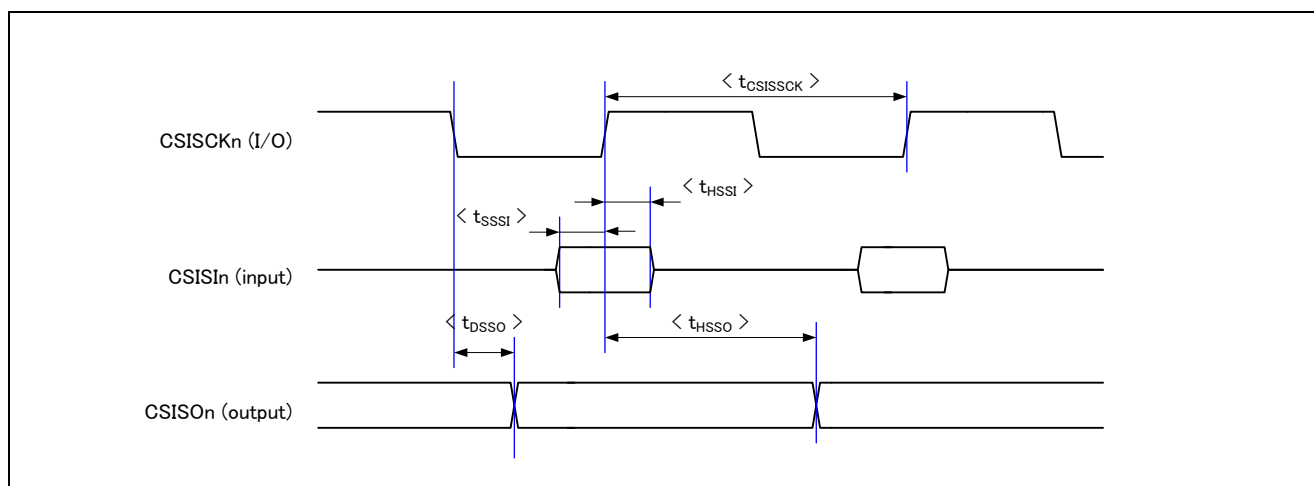 < tCSISSCK >
CSISCKn (I/O)
< tHSSI >
< tSSSI >
CSISIn (input)
< tDSSO >
< tHSSO >
CSISOn (output)